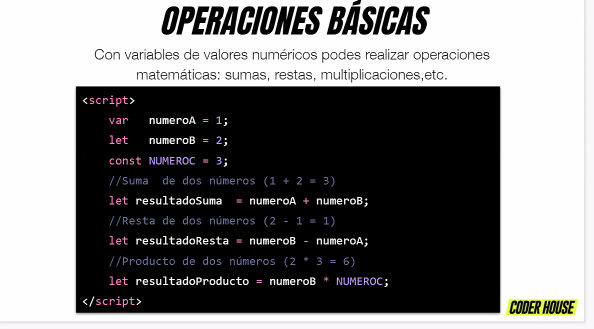 OPERACIONES BÁSICAS
Con variables de valores numéricos podes realizar operaciones
matemáticas: sumas, restas, multiplicaciones,etc.
<script>
    var   numeroA = 1;
    let   numeroB = 2;
    const NUMEROC = 3;
    //Suma  de dos números (1 + 2 = 3)
    let resultadoSuma  = numeroA + numeroB;
    //Resta de dos números (2 - 1 = 1)
    let resultadoResta = numeroB - numeroA;
    //Producto de dos números (2 * 3 = 6)
    let resultadoProducto = numeroB * NUMEROC;
</script>
CODER HOUSE